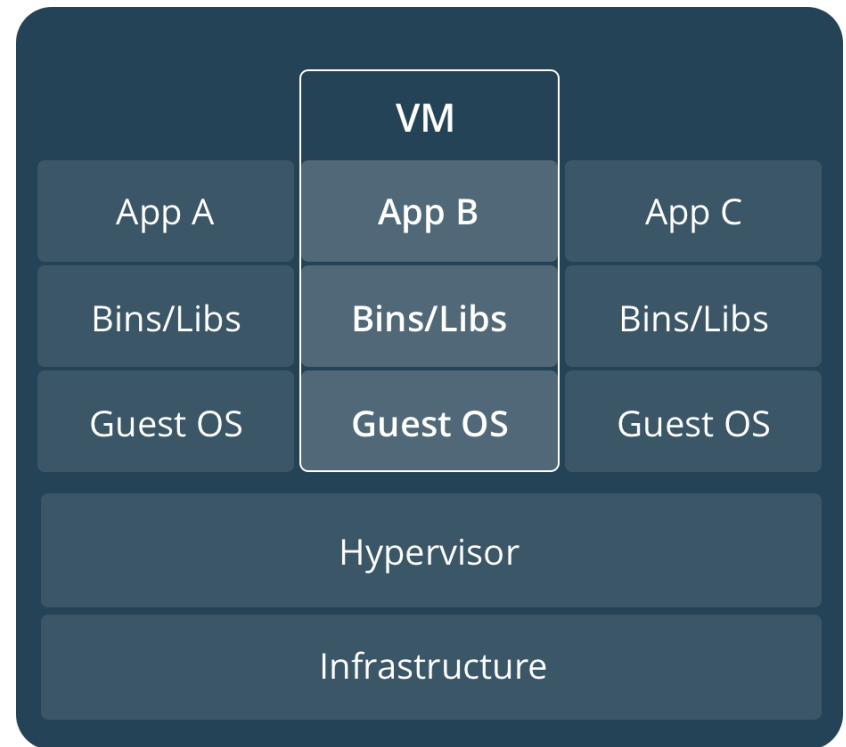 VM
App A
App B
App C
Bins/Libs
Bins/Libs
Bins/Libs
Guest OS
Guest OS
Guest OS
Hypervisor
Infrastructure